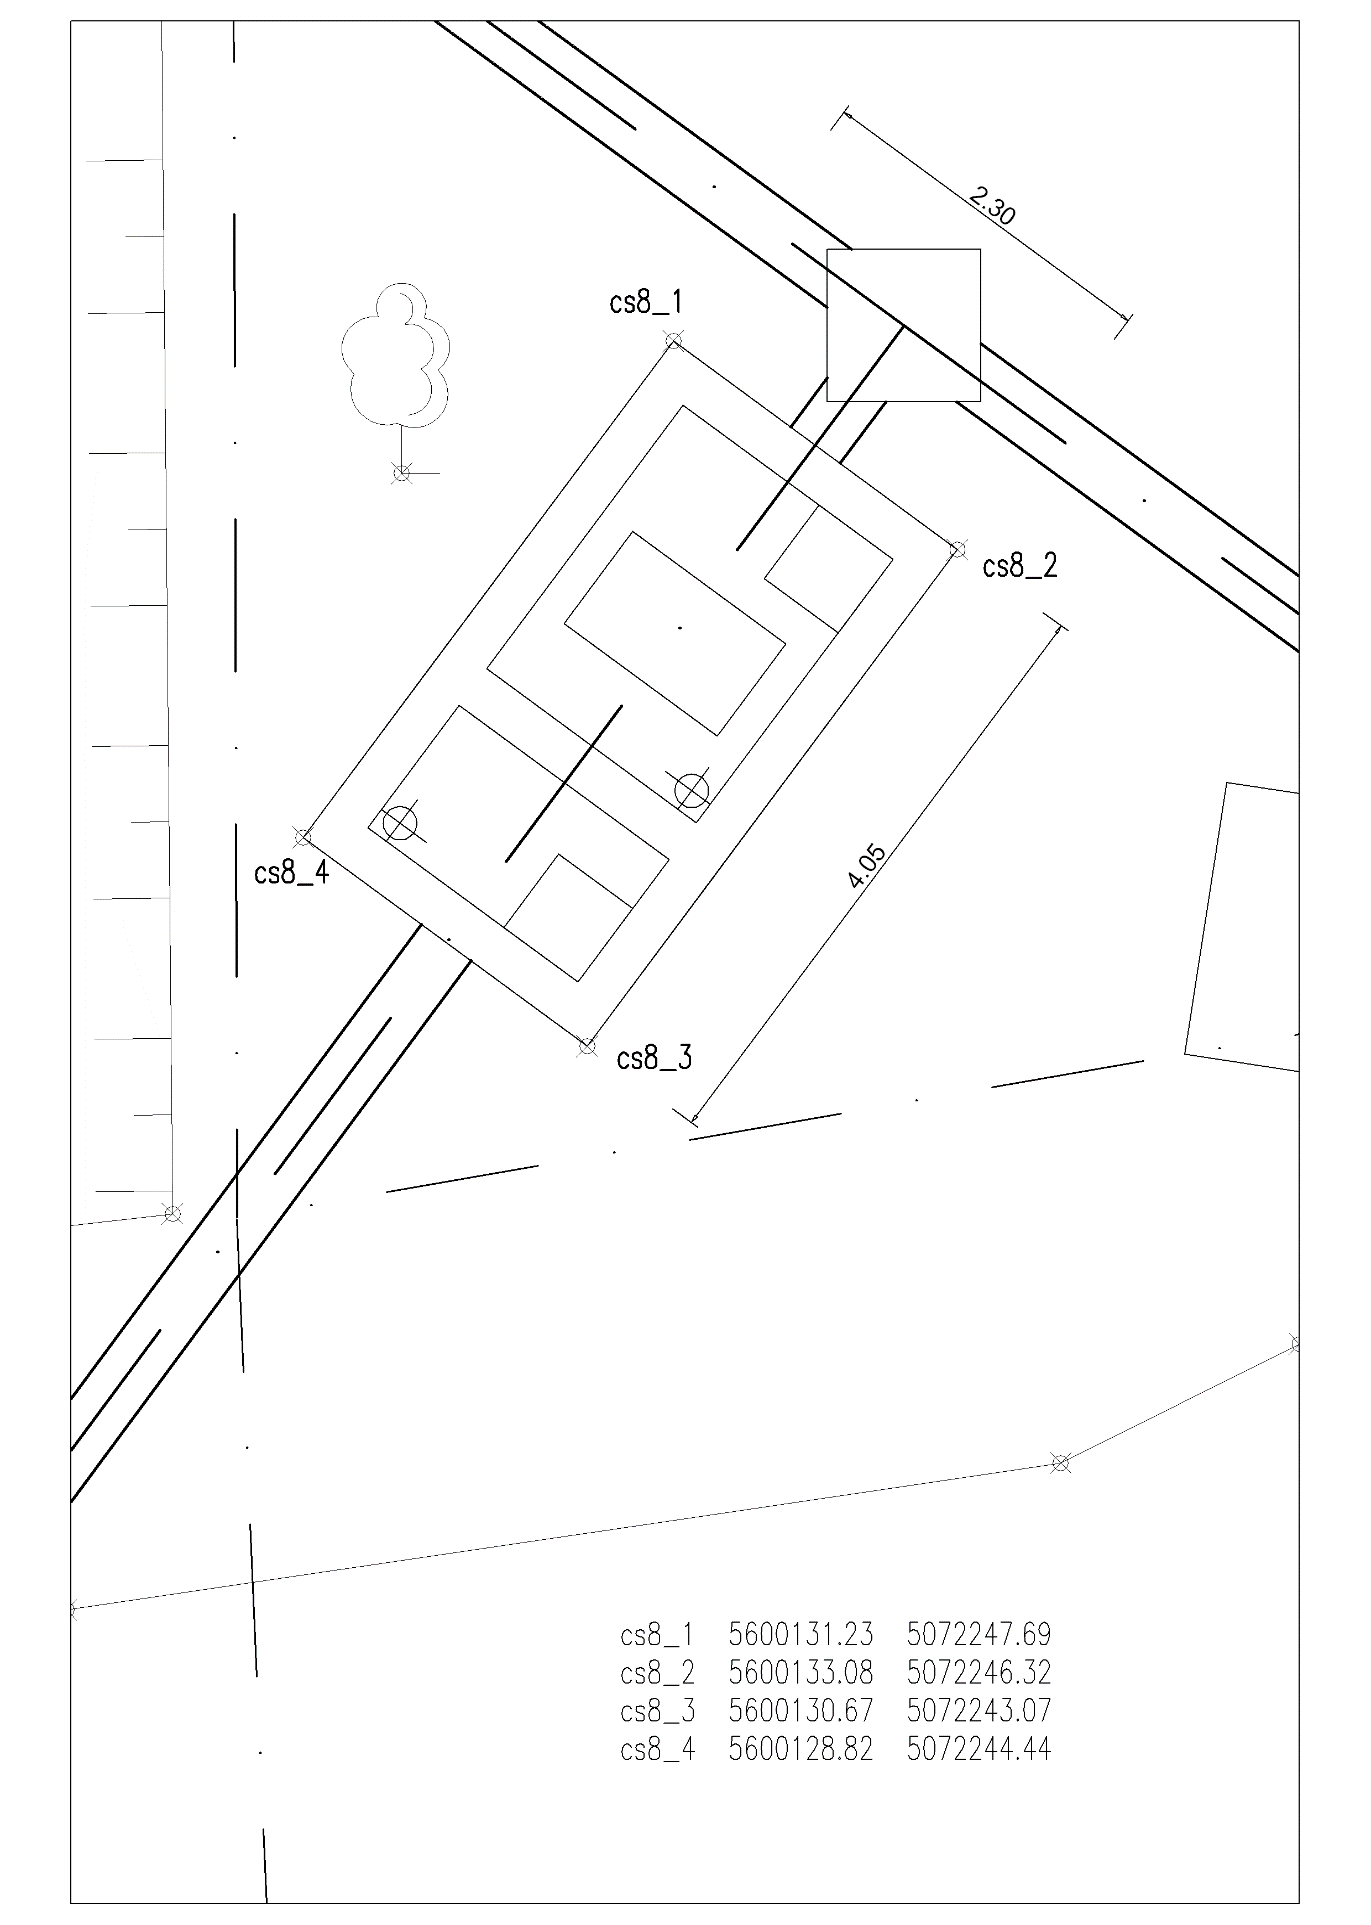 2.30
cs8_1
cs8_2
4.05
cs8_4
cs8_3
cs8_1 5600131.23 5072247.69
cs8_2 5600133.08 5072246.32
cs8_3 5600130.67 5072243.07
cs8_4 5600128.82 5072244.44